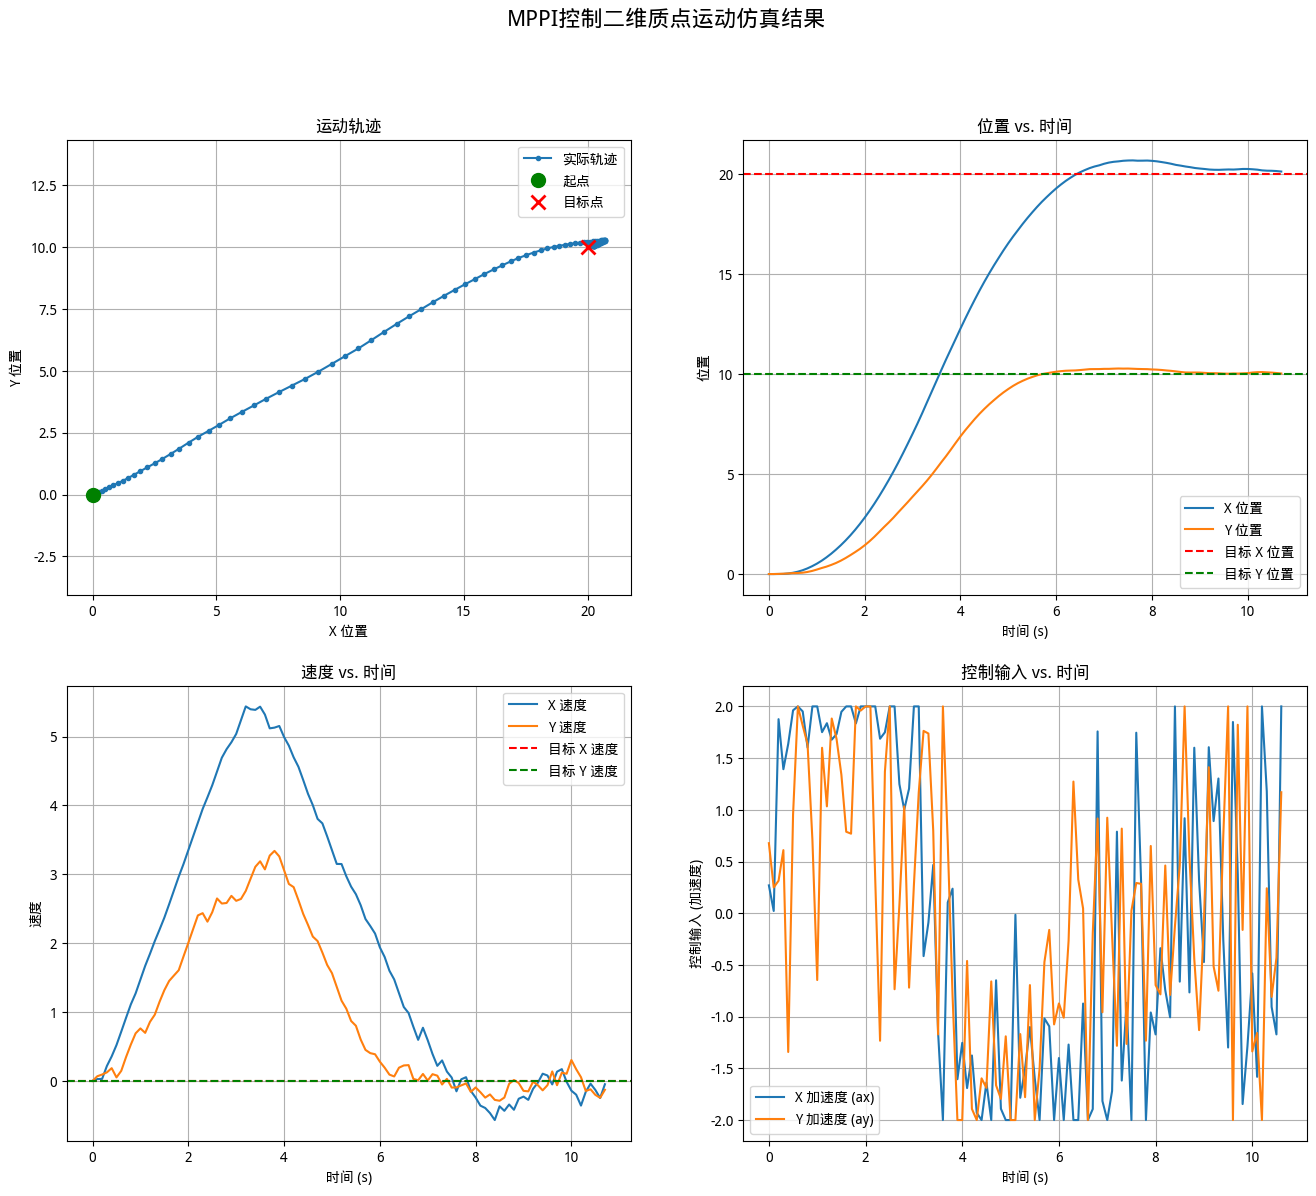 MPPI控制二维质点运动仿真结果
运动轨迹
实际轨迹
起点
目标点
12.5
10.0
7.5
5.0
2.5
0.0
-2.5
Y 位置
0
5
10
15
20
X 位置
位置 vs. 时间
20
15
10
5
0
位置
X 位置
Y 位置
目标 X 位置
目标 Y 位置
0
2
4
6
8
10
时间 (s)
速度 vs. 时间
X 速度
Y 速度
目标 X 速度
目标 Y 速度
5
4
3
2
1
0
速度
0
2
4
6
8
10
时间 (s)
控制输入 vs. 时间
2.0
1.5
1.0
0.5
0.0
-0.5
-1.0
-1.5
-2.0
控制输入 (加速度)
X 加速度 (ax)
Y 加速度 (ay)
0
2
4
6
8
10
时间 (s)